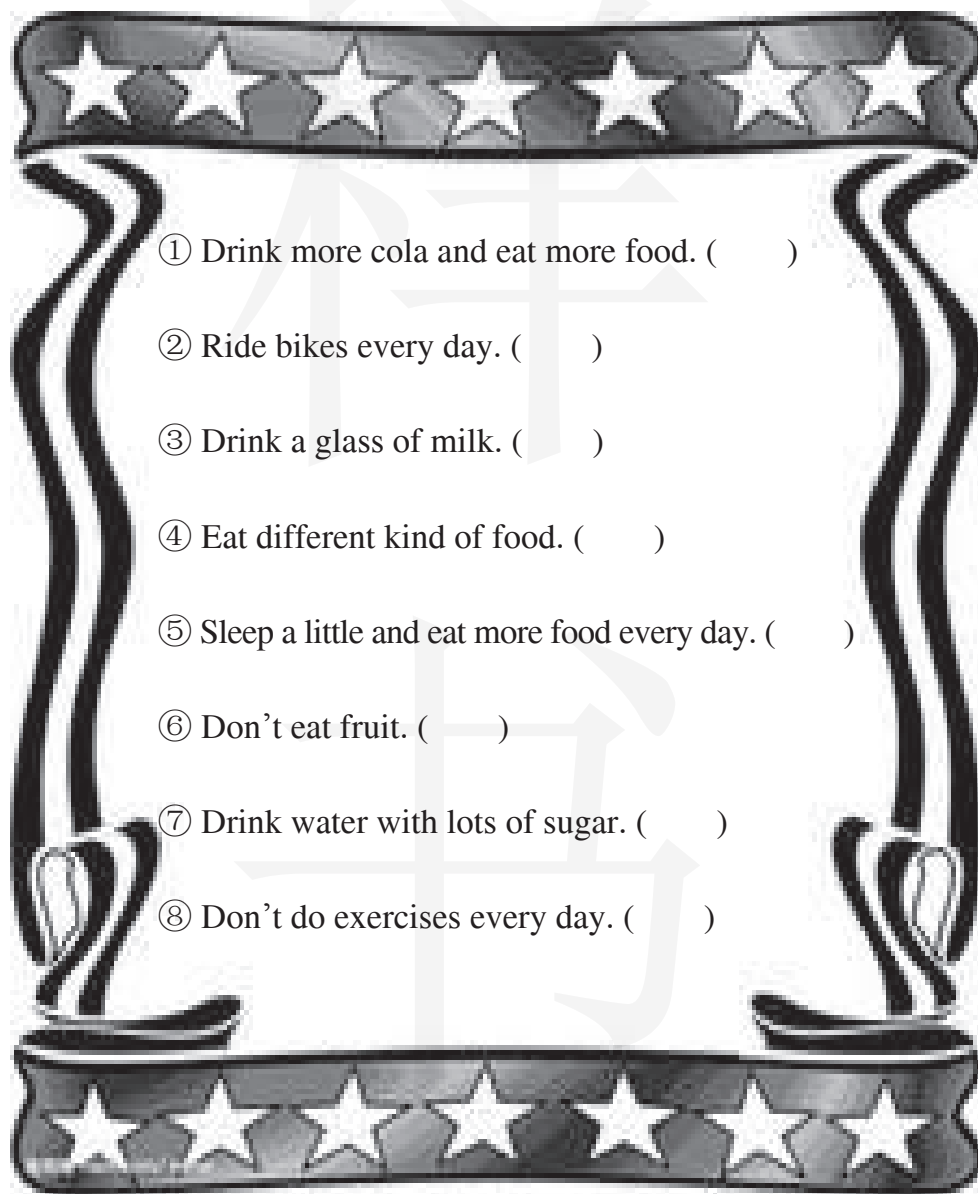 ① Drink more cola and eat more food. (  )
② Ride bikes every day. (  )
③ Drink a glass of milk. (  )
④ Eat different kind of food. (  )
⑤ Sleep a little and eat more food every day. (  )
⑥ Don’t eat fruit. (  )
⑦ Drink water with lots of sugar. (  )
⑧ Don’t do exercises every day. (  )
样
书